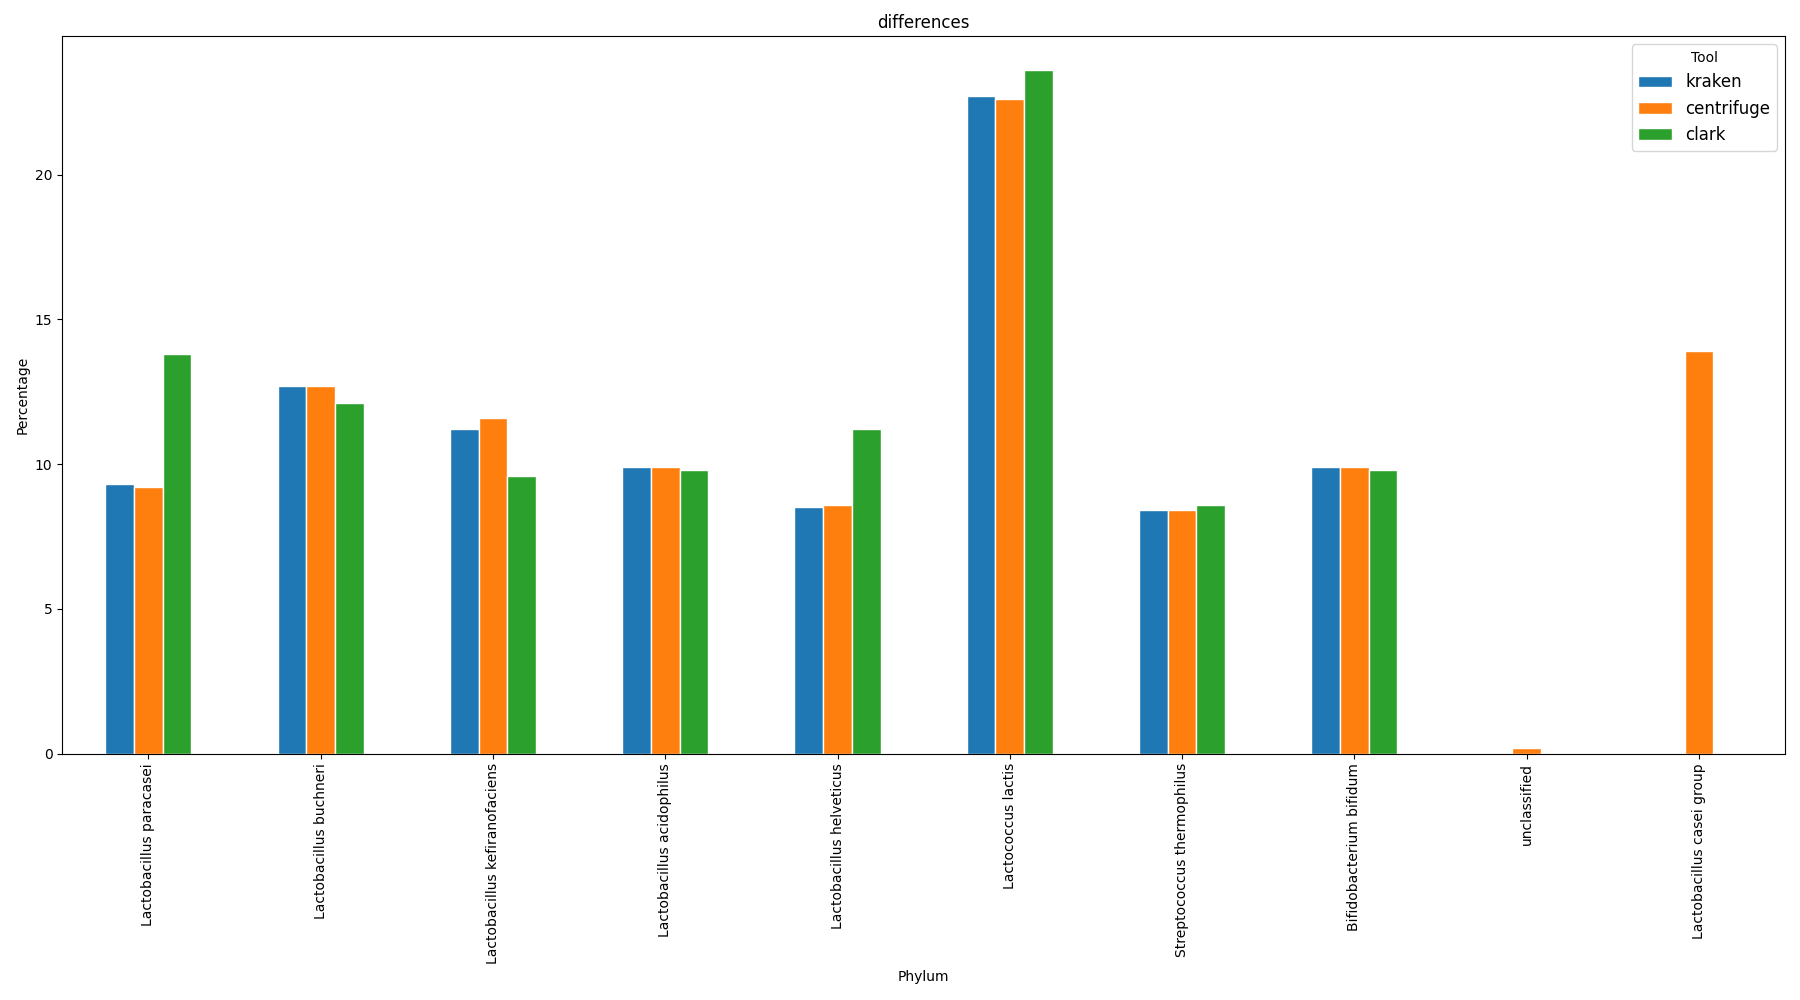 differences
Tool
kraken
centrifuge
clark
Percentage
20
15
10
5
0
Lactobacillus paracasei
Lactobacillus buchneri
Lactobacillus kefiranofaciens
Lactobacillus acidophilus
Lactobacillus helveticus
Lactococcus lactis
Streptococcus thermophilus
Bifidobacterium bifidum
unclassified
Lactobacillus casei group
Phylum